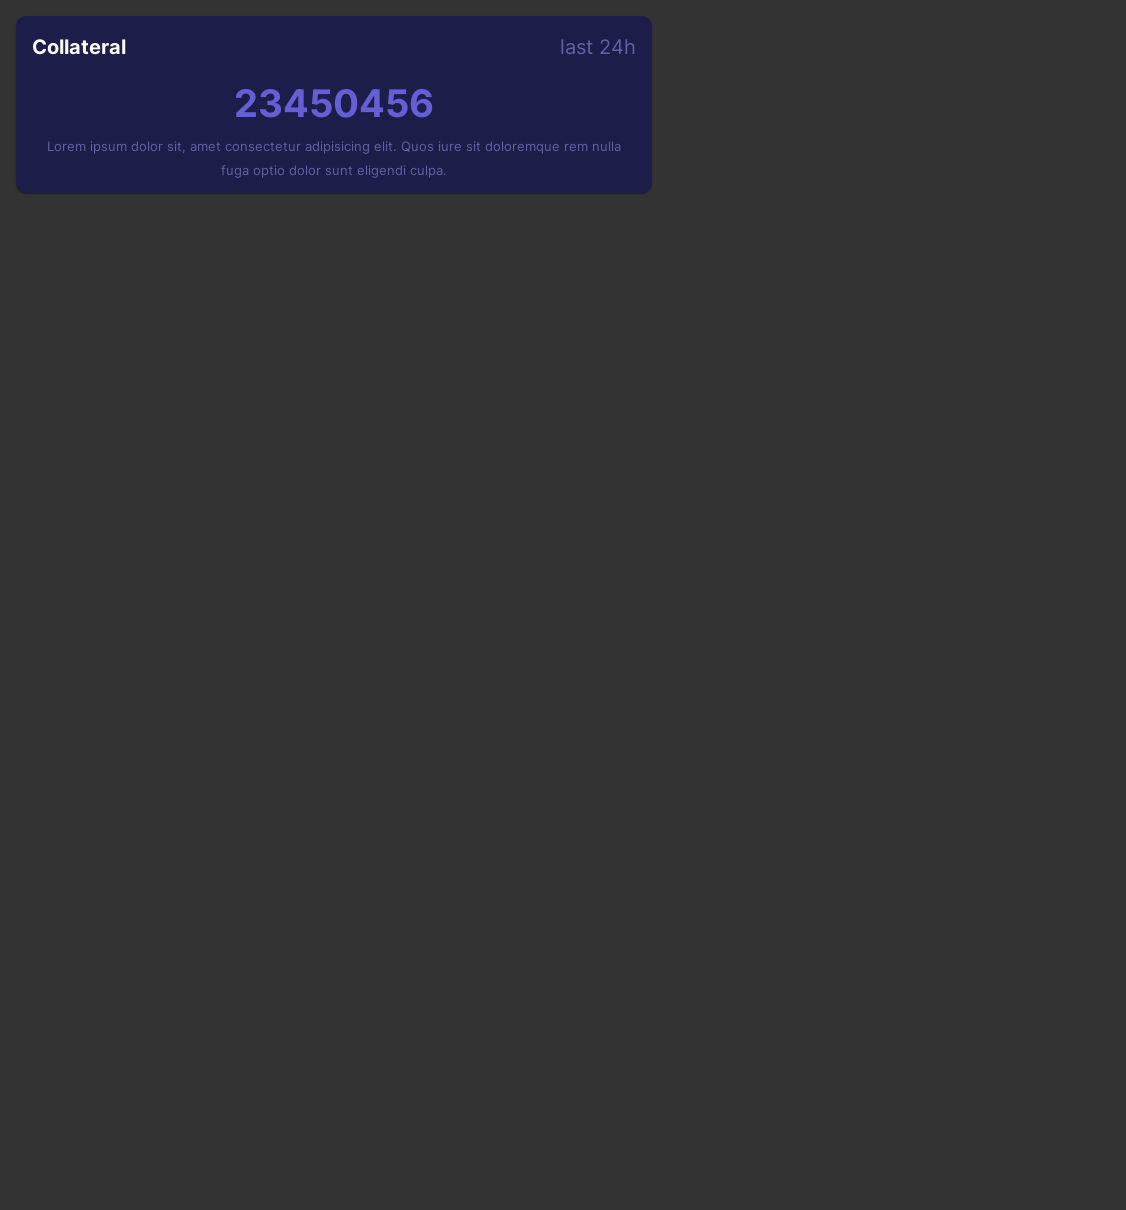 Collateral
last 24h
23450456
Lorem ipsum dolor sit, amet consectetur adipisicing elit. Quos iure sit doloremque rem nulla
fuga optio dolor sunt eligendi culpa.